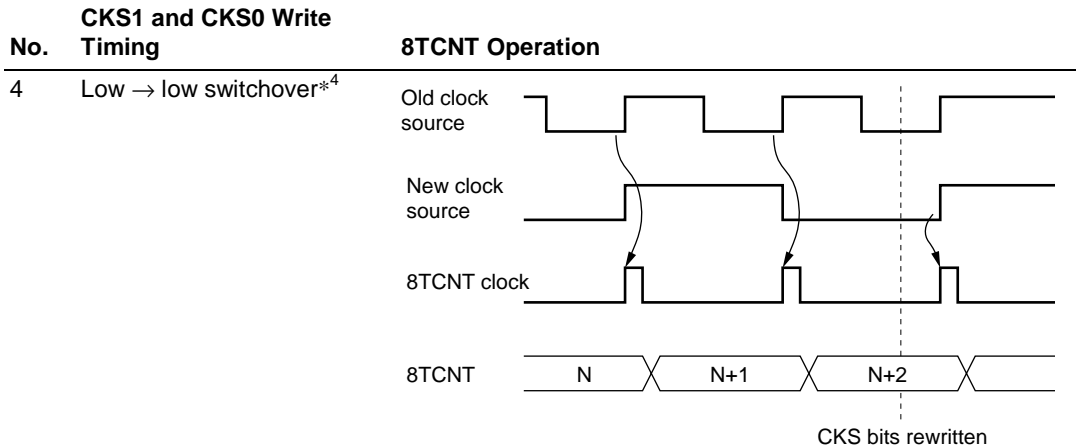 CKS1 and CKS0 Write
No. Timing 8TCNT Operation
4 Low → low switchover*4
Old clock
source
New clock
source
8TCNT clock
8TCNT N N+1 N+2
CKS bits rewritten